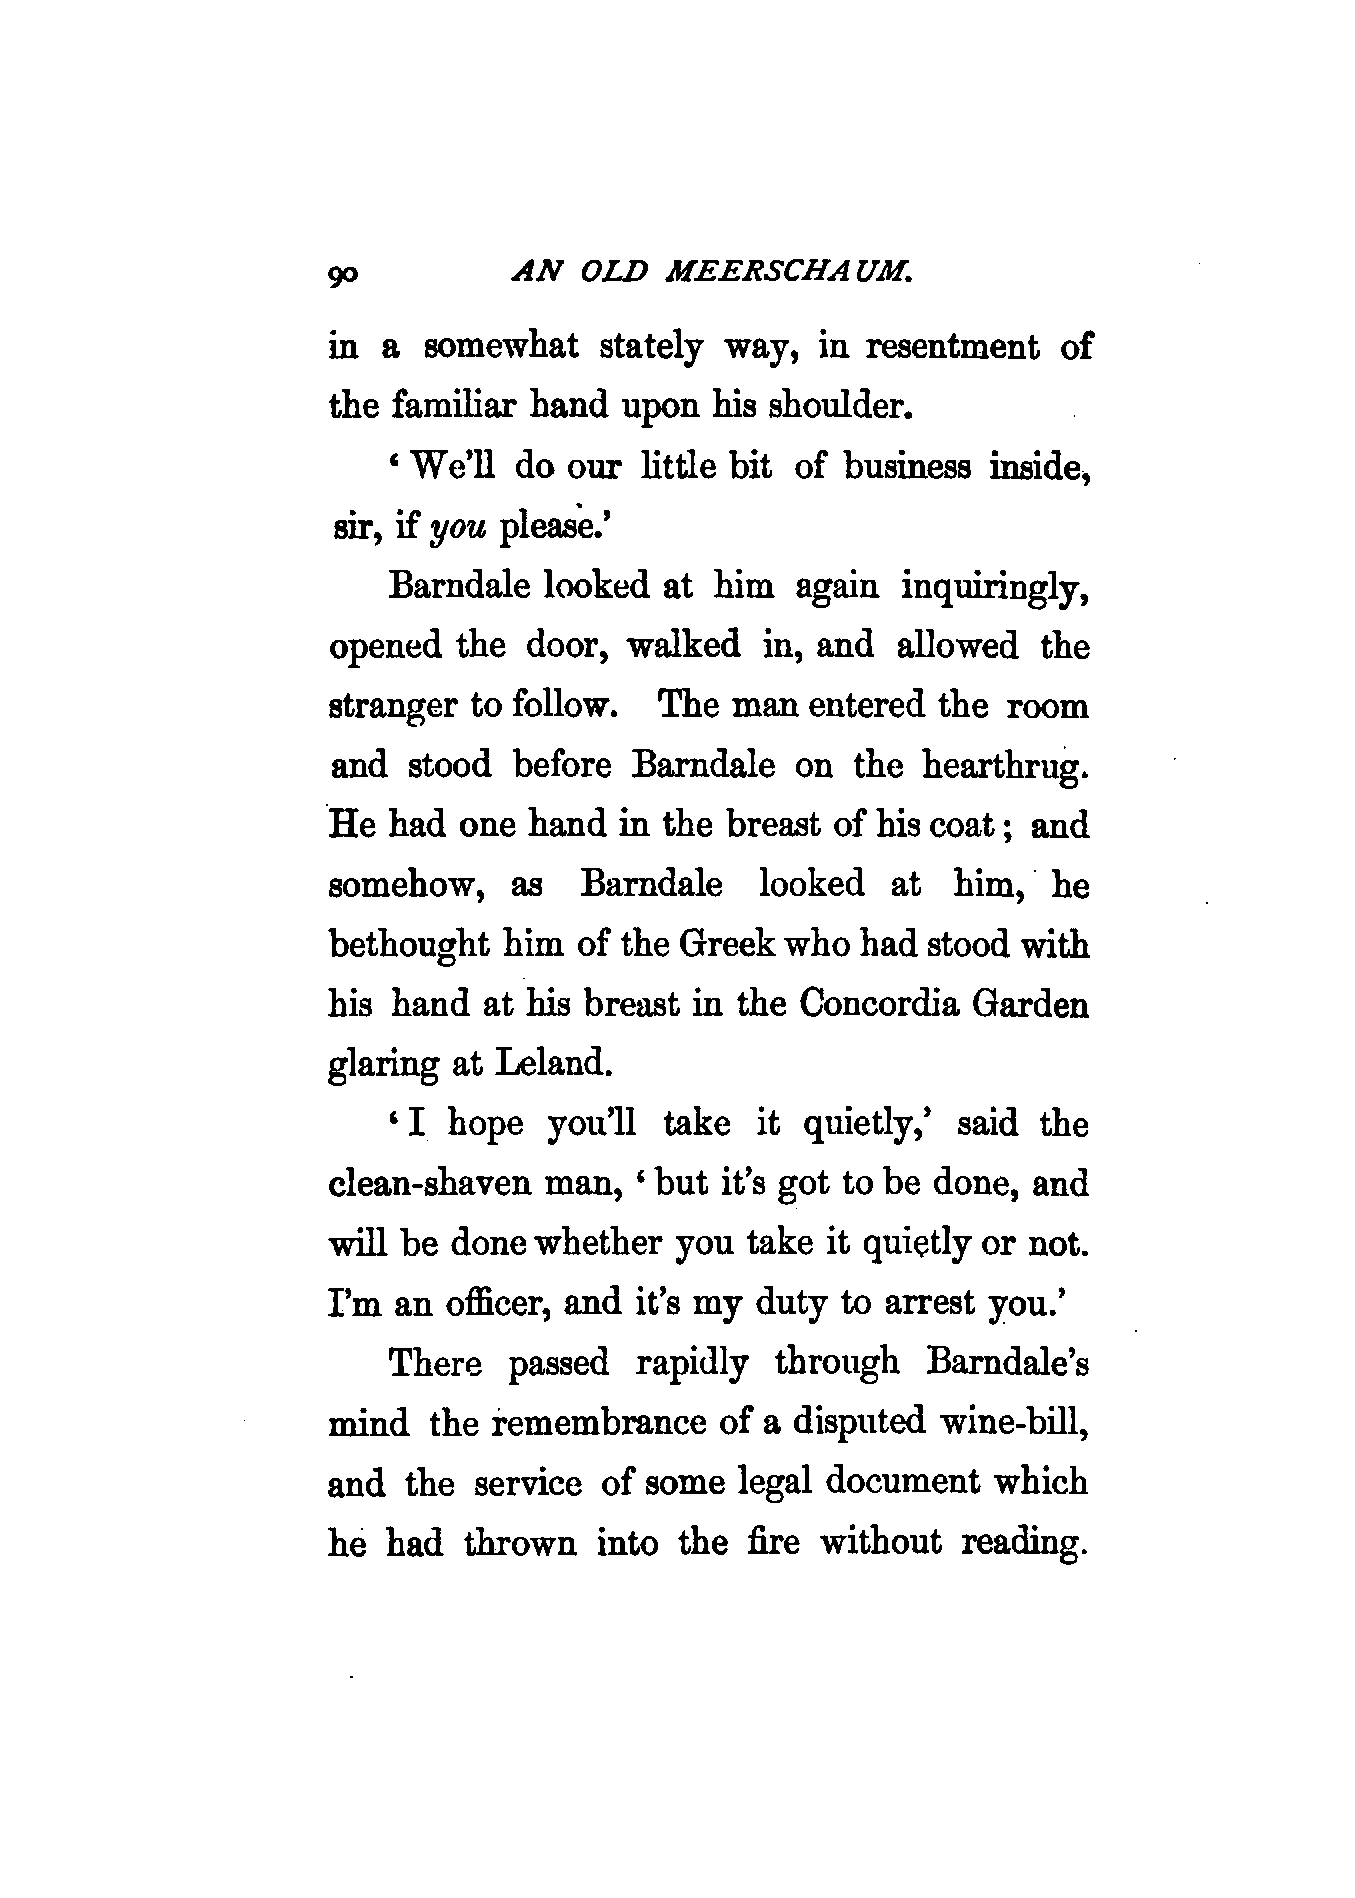 90 AN OLD MEERSCHAUM.
in a somewhat stately way, in resentment of
the familiar hand upon his shoulder.
‘We'll do our little bit of business inside,
sir, if you please.’
Barndale looked at him again inquiringly,
opened the door, walked in, and allowed the
stranger to follow. The man entered the room
and stood before Barndale on the hearthrug.
He had one hand in the breast of his coat; and
somehow, as Barndale looked at him, he
bethought him of the Greek who had stood with
his hand at his breast in the Concordia Garden
glaring at Leland.
‘I hope you'll take it quietly,’ said the
clean-shaven man, ‘but it's got to be done, and
will be done whether you take it quietly or not.
I'm an officer, and it's my duty to arrest you.’
There passed rapidly through Barndale's
mind the remembrance of a disputed wine-bill,
and the service of some legal document which
he had thrown into the fire without reading.